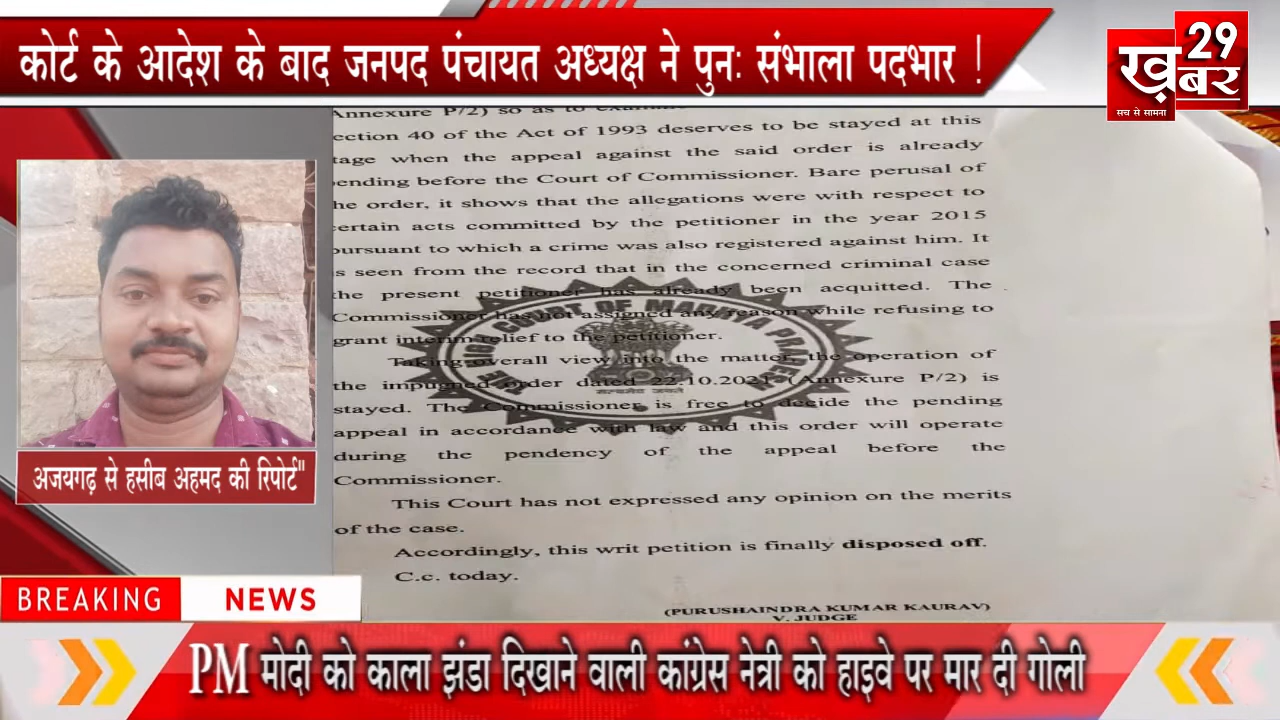 कोर्ट के आदेश के बाद जनपद पंचायत अध्यक्ष ने पुनः संभाला पदभार !
29
ख़बर
सच से सामना
Annexure P/2) so as to
ection 40 of the Act of 1993 deserves to be stayed at this
tage when the appeal against the said order is already
ending before the Court of Commissioner. Bare perusal of
he order, it shows that the allegations were with respect to
ertain acts committed by the petitioner in the year 2015
pursuant to which a crime was also registered against him. It
s seen from the record that in the concerned criminal case
the present petitioner has already been acquitted. The
Commissioner has not assigned any reason while refusing to
grant interim relief to the petitioner.
Taking overall view into the matter, the operation of
the impugned order dated 22.10.2021 (Annexure P/2) is
stayed. The Commissioner is free to decide the pending
appeal in accordance with law and this order will operate
during the pendency of the appeal before the
Commissioner.
This Court has not expressed any opinion on the merits
of the case.
Accordingly, this writ petition is finally disposed off.
C.c. today.
(PURUSHAINDRA KUMAR KAURAV)
V. JUDGE
THE HIGH COURT OF MADHYA PRADESH
सत्यमेव जयते
अजयगढ़ से हसीब अहमद की रिपोर्ट"
BREAKING NEWS
PM मोदी को काला झंडा दिखाने वाली कांग्रेस नेत्री को हाइवे पर मार दी गोली